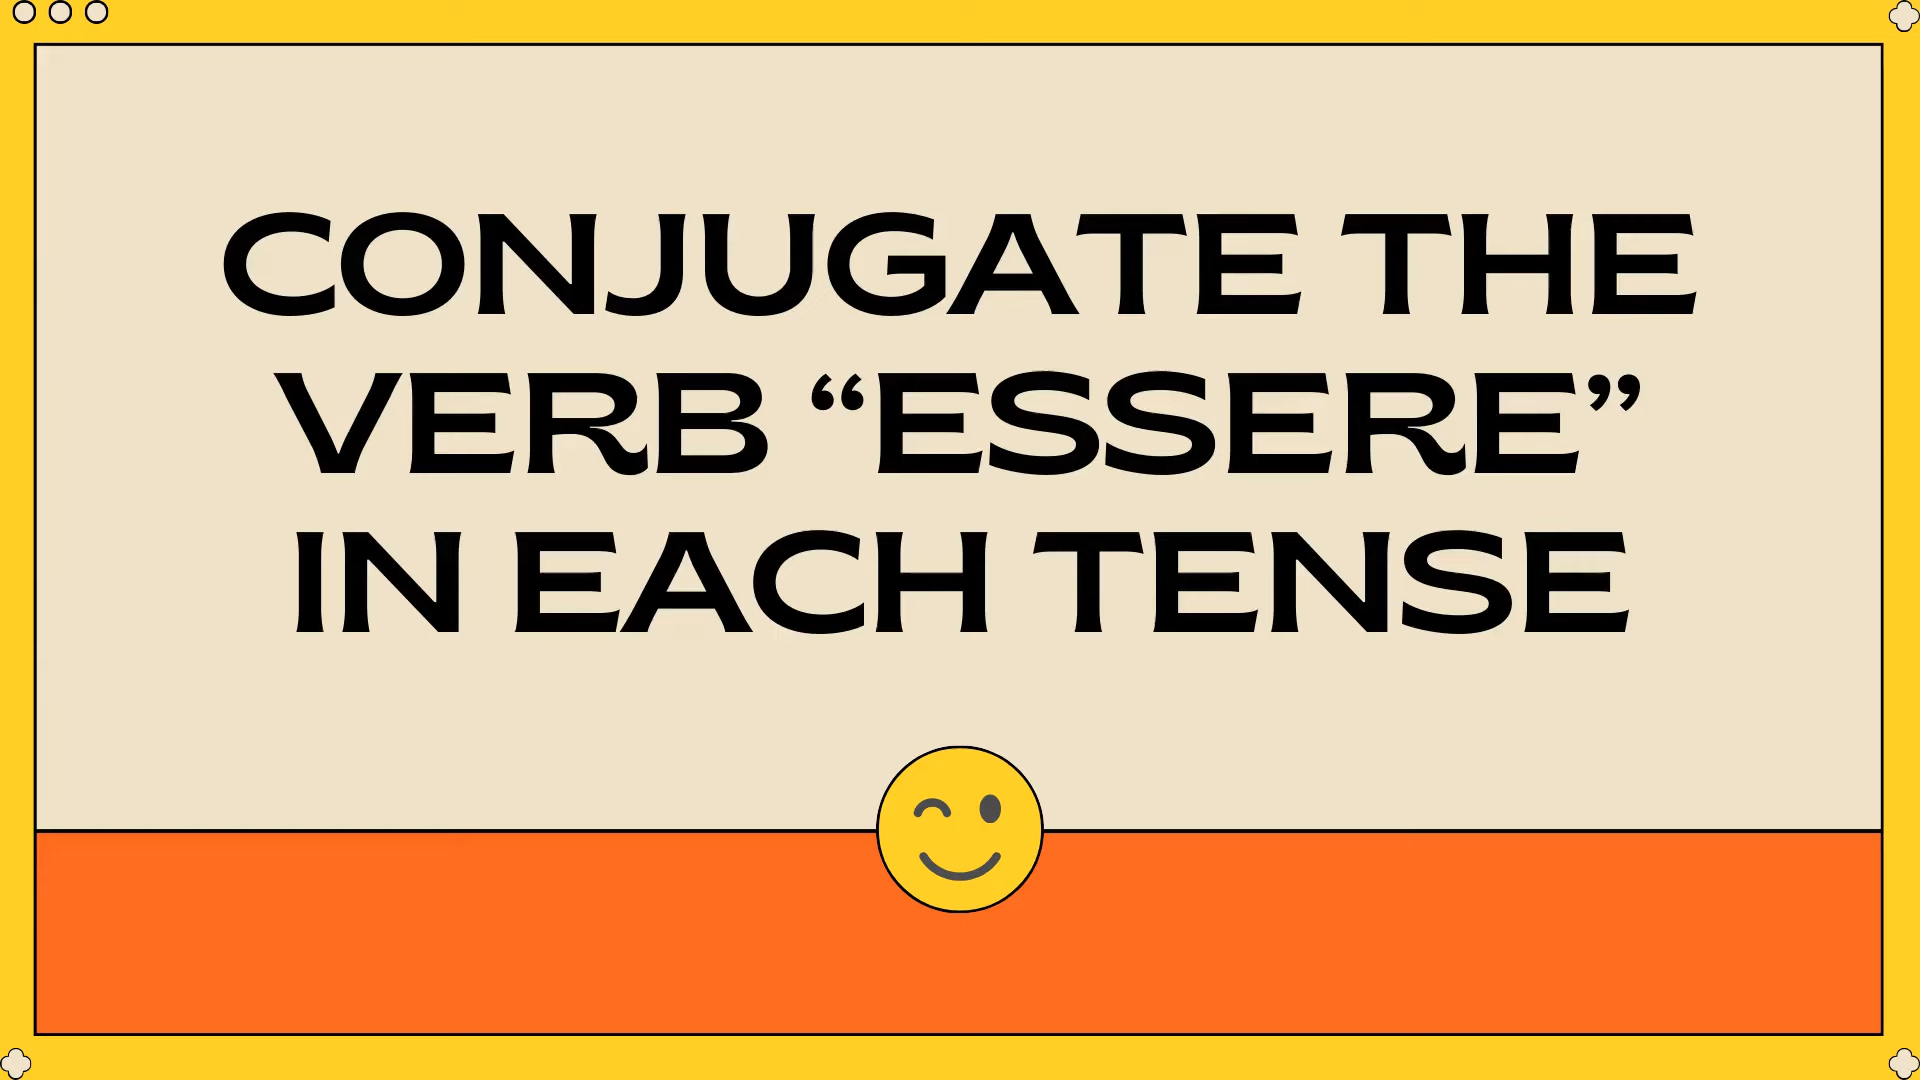 CONJUGATE THE
VERB “ESSERE”
IN EACH TENSE